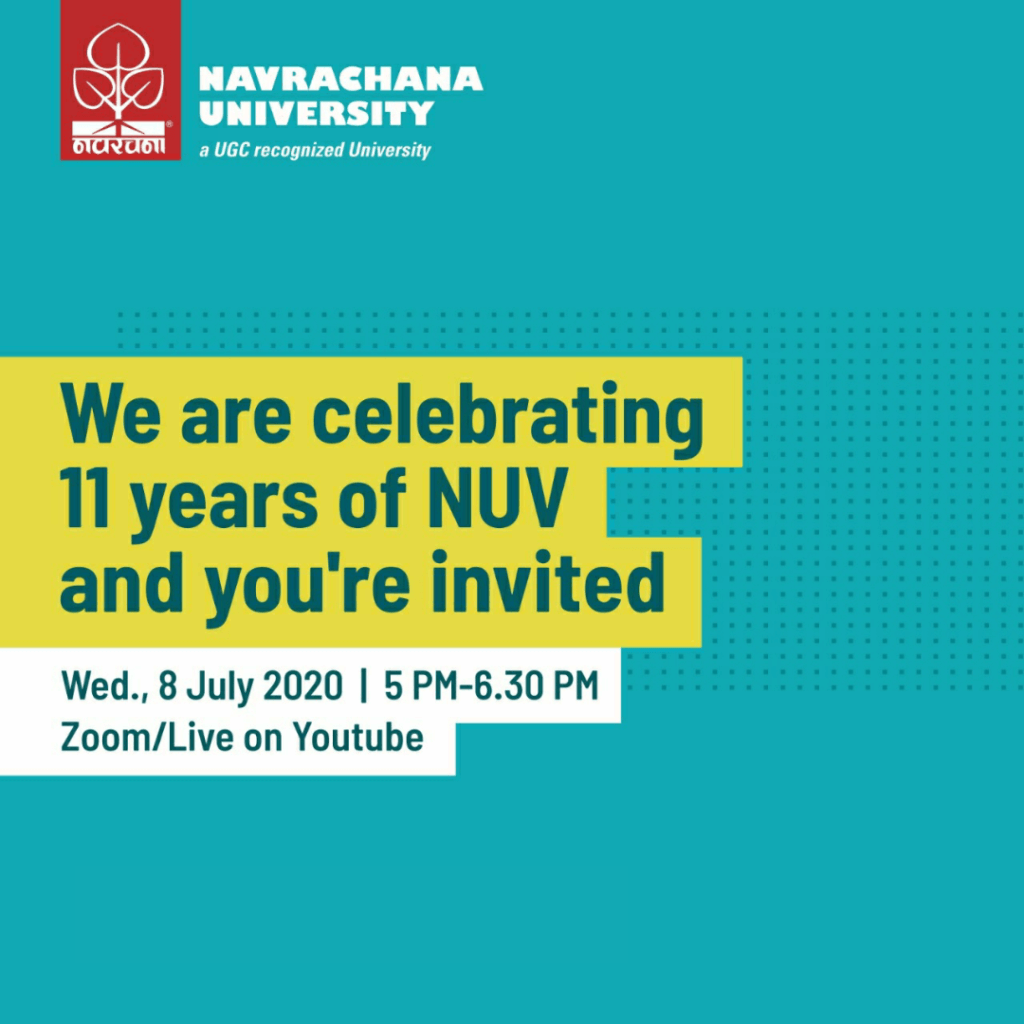 NAVRACHANA
UNIVERSITY
a UGC recognized University
नवरचना
®
We are celebrating
11 years of NUV
and you're invited
Wed., 8 July 2020 | 5 PM-6.30 PM
Zoom/Live on Youtube